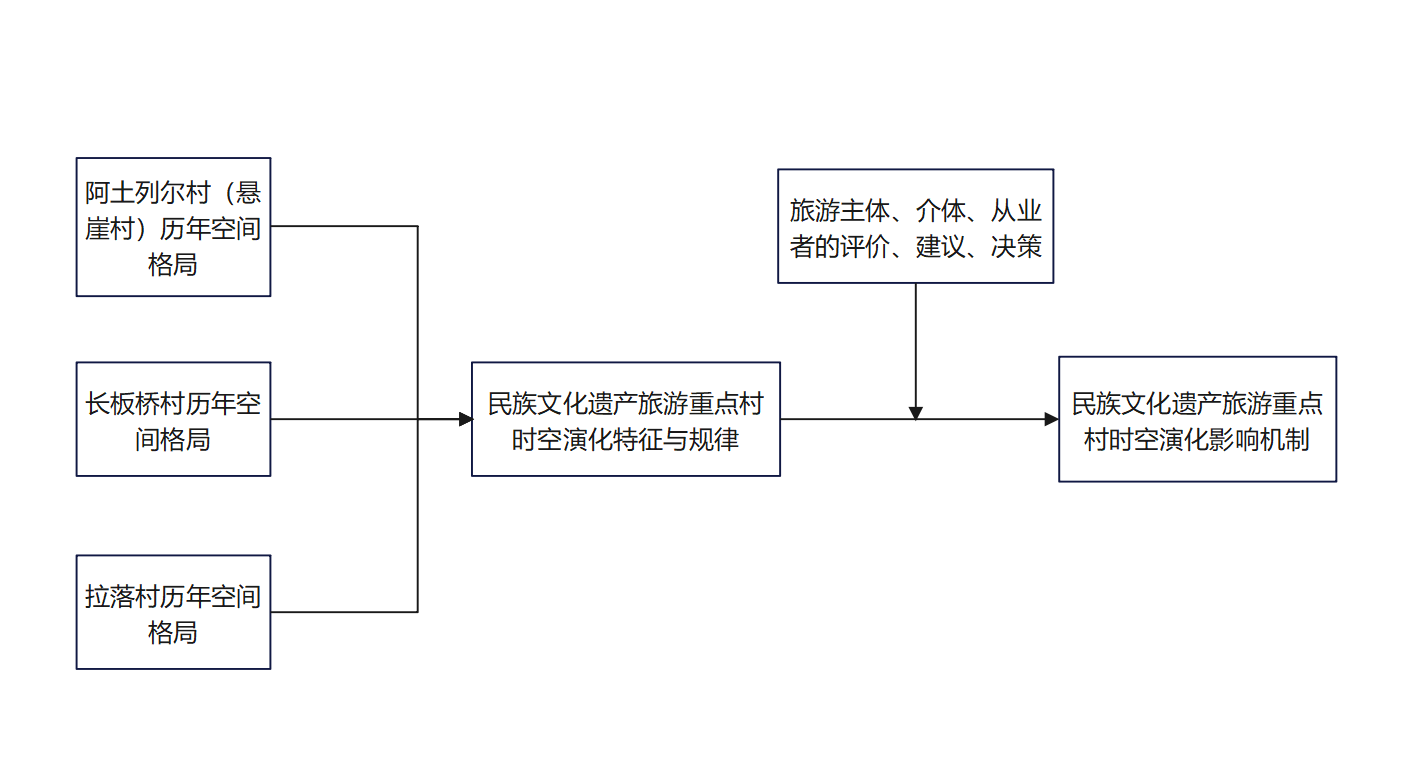 阿土列尔村（悬
崖村）历年空间
格局
长板桥村历年空
间格局
拉落村历年空间
格局
民族文化遗产旅游重点村
时空演化特征与规律
旅游主体、介体、从业
者的评价、建议、决策
民族文化遗产旅游重点
村时空演化影响机制